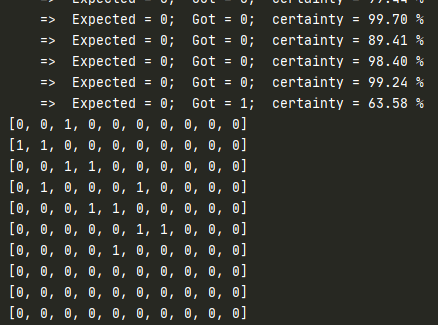 =>  Expected = 0;  Got = 0;  certainty = 99.44 %
=>  Expected = 0;  Got = 0;  certainty = 99.70 %
=>  Expected = 0;  Got = 0;  certainty = 89.41 %
=>  Expected = 0;  Got = 0;  certainty = 98.40 %
=>  Expected = 0;  Got = 0;  certainty = 99.24 %
=>  Expected = 0;  Got = 1;  certainty = 63.58 %
[0, 0, 1, 0, 0, 0, 0, 0, 0, 0]
[1, 1, 0, 0, 0, 0, 0, 0, 0, 0]
[0, 0, 1, 1, 0, 0, 0, 0, 0, 0]
[0, 1, 0, 0, 0, 1, 0, 0, 0, 0]
[0, 0, 0, 1, 1, 0, 0, 0, 0, 0]
[0, 0, 0, 0, 0, 1, 1, 0, 0, 0]
[0, 0, 0, 0, 1, 0, 0, 0, 0, 0]
[0, 0, 0, 0, 0, 0, 0, 0, 0, 0]
[0, 0, 0, 0, 0, 0, 0, 0, 0, 0]
[0, 0, 0, 0, 0, 0, 0, 0, 0, 0]